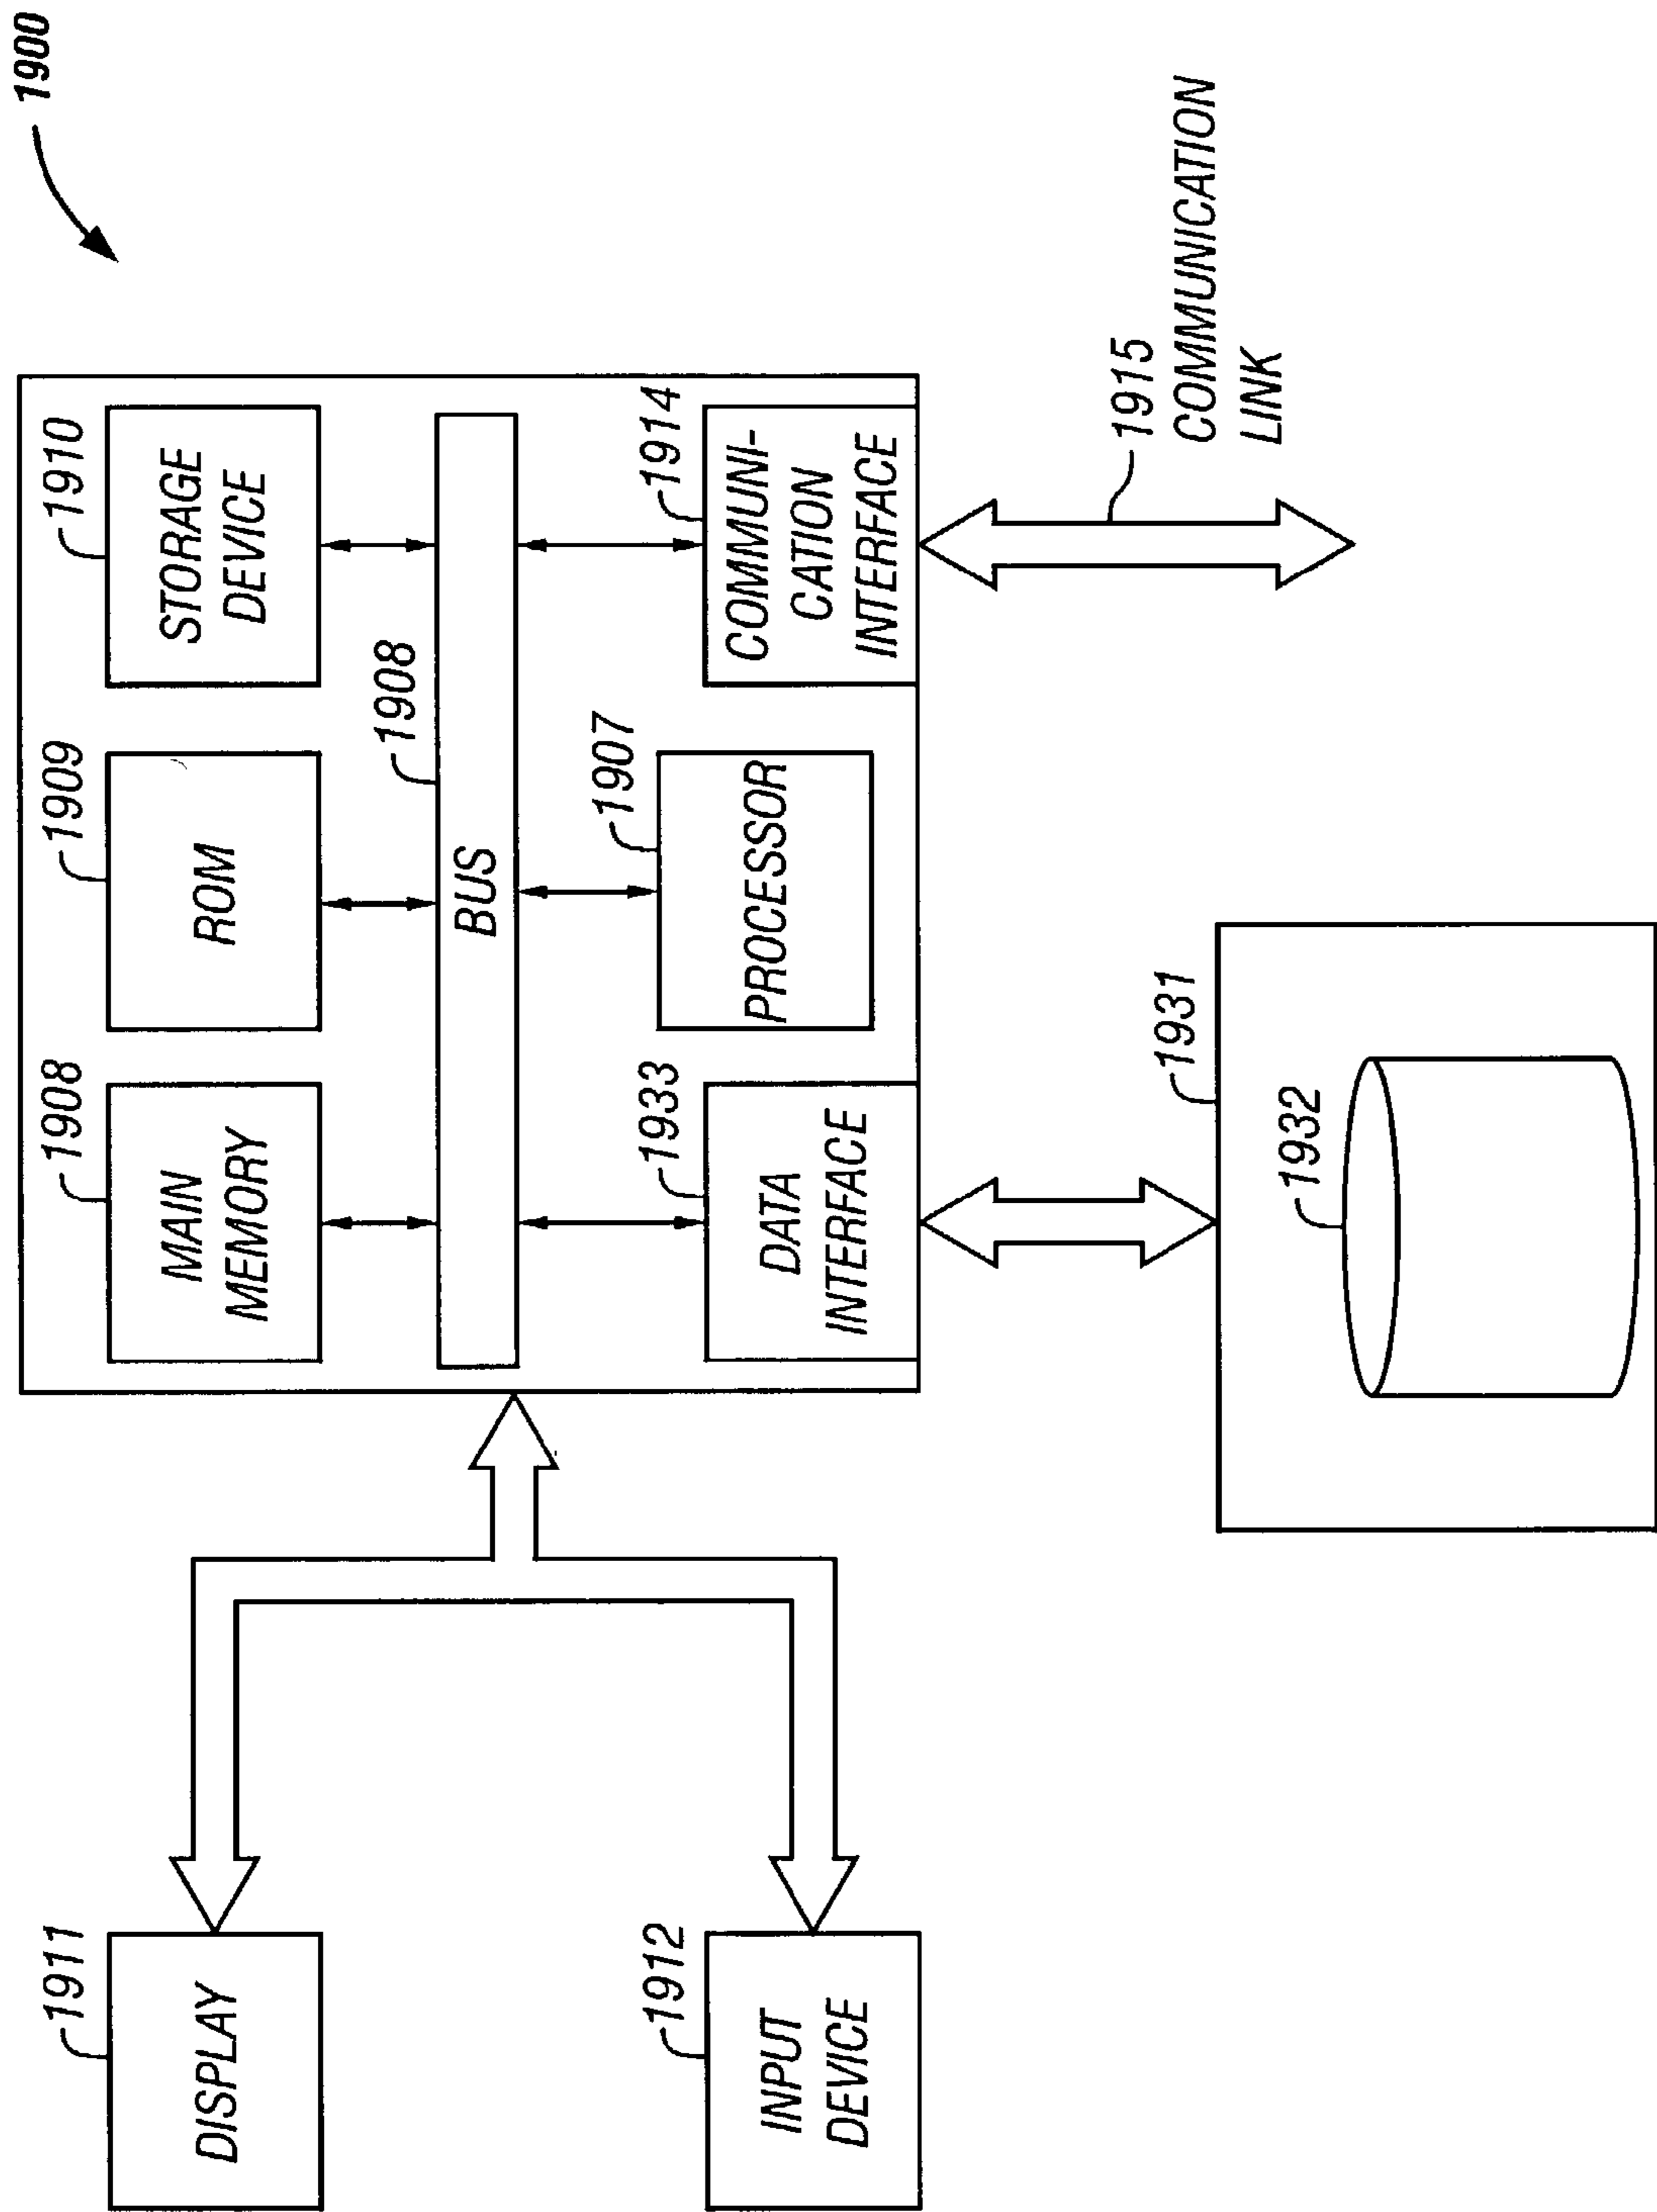 1900
1908
MAIN
MEMORY
1909
ROM
1910
STORAGE
DEVICE
1911
DISPLAY
BUS
1908
1933
DATA
INTERFACE
1907
PROCESSOR
1914
COMMUNI-
CATION
INTERFACE
1912
INPUT
DEVICE
1915
COMMUNICATION
LINK
1931
1932